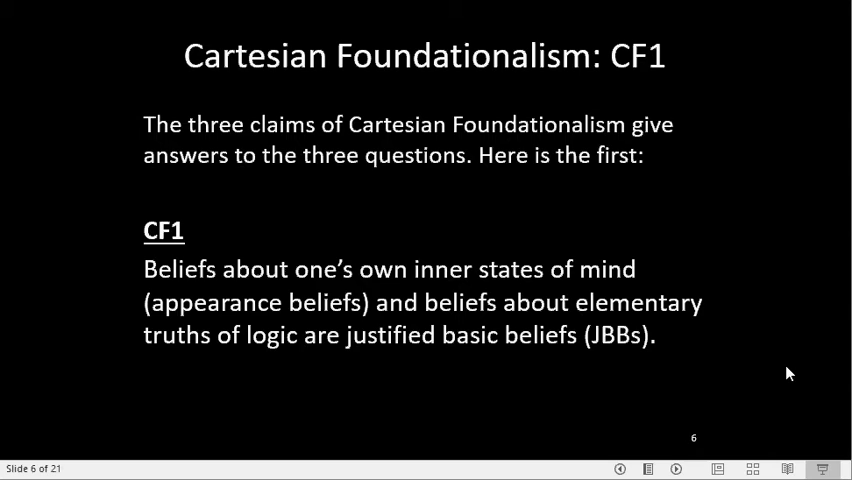 Cartesian Foundationalism: CF1
The three claims of Cartesian Foundationalism give
answers to the three questions. Here is the first:
CF1
Beliefs about one’s own inner states of mind
(appearance beliefs) and beliefs about elementary
truths of logic are justified basic beliefs (JBBs).
6
Slide 6 of 21